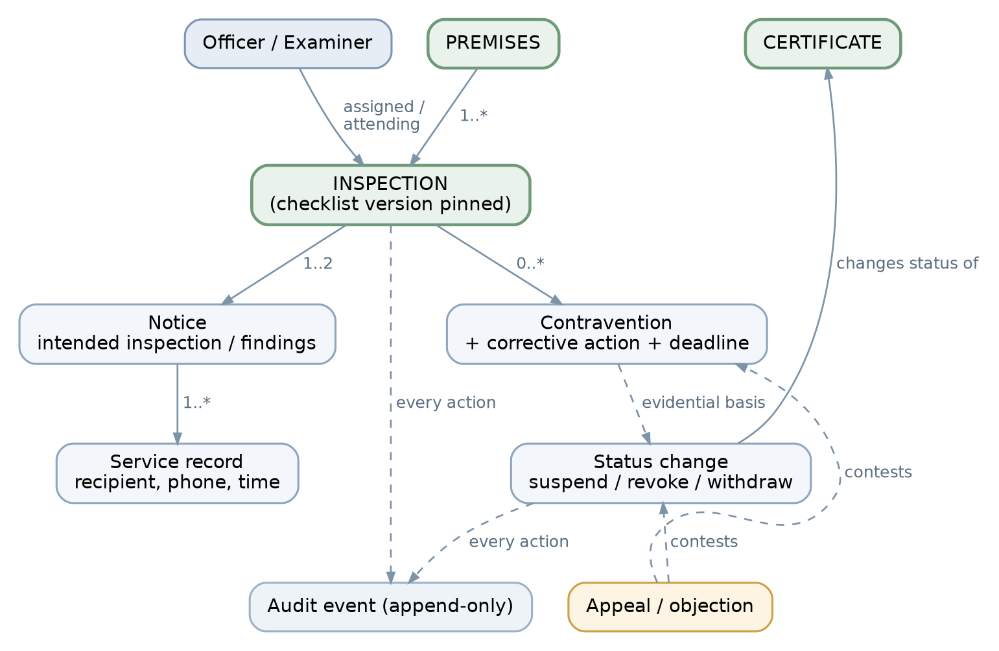 Officer / Examiner
PREMISES
CERTIFICATE
assigned /
attending
1..*
INSPECTION
(checklist version pinned)
1..2
0..*
changes status of
Notice
intended inspection / findings
Contravention
+ corrective action + deadline
1..*
every action
evidential basis
Service record
recipient, phone, time
Status change
suspend / revoke / withdraw
contests
every action
contests
Audit event (append-only)
Appeal / objection